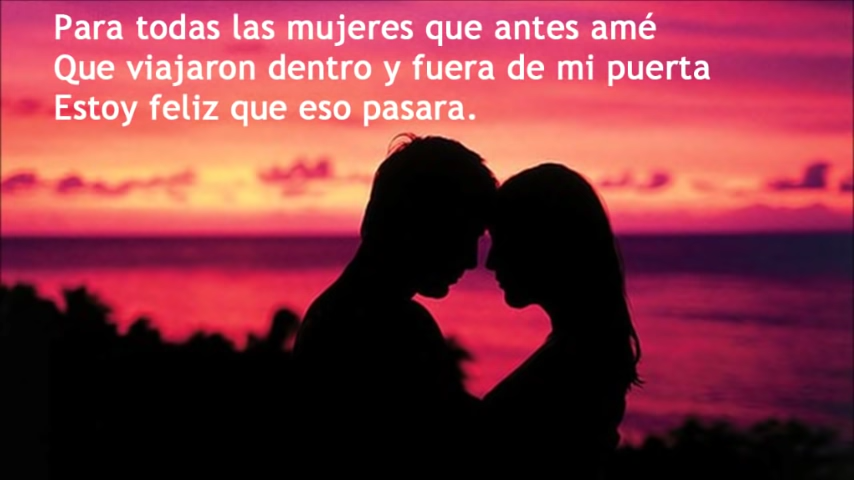 Para todas las mujeres que antes amé
Que viajaron dentro y fuera de mi puerta
Estoy feliz que eso pasara.